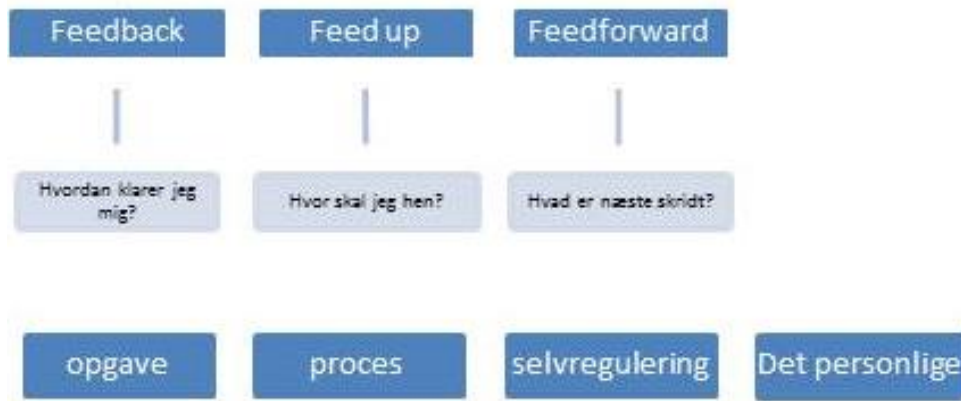 Feedback
Feed up
Feedforward
Hvordan klarer jeg
mig?
Hvor skal jeg hen?
Hvad er næste skridt?
opgave
proces
selvregulering
Det personlige